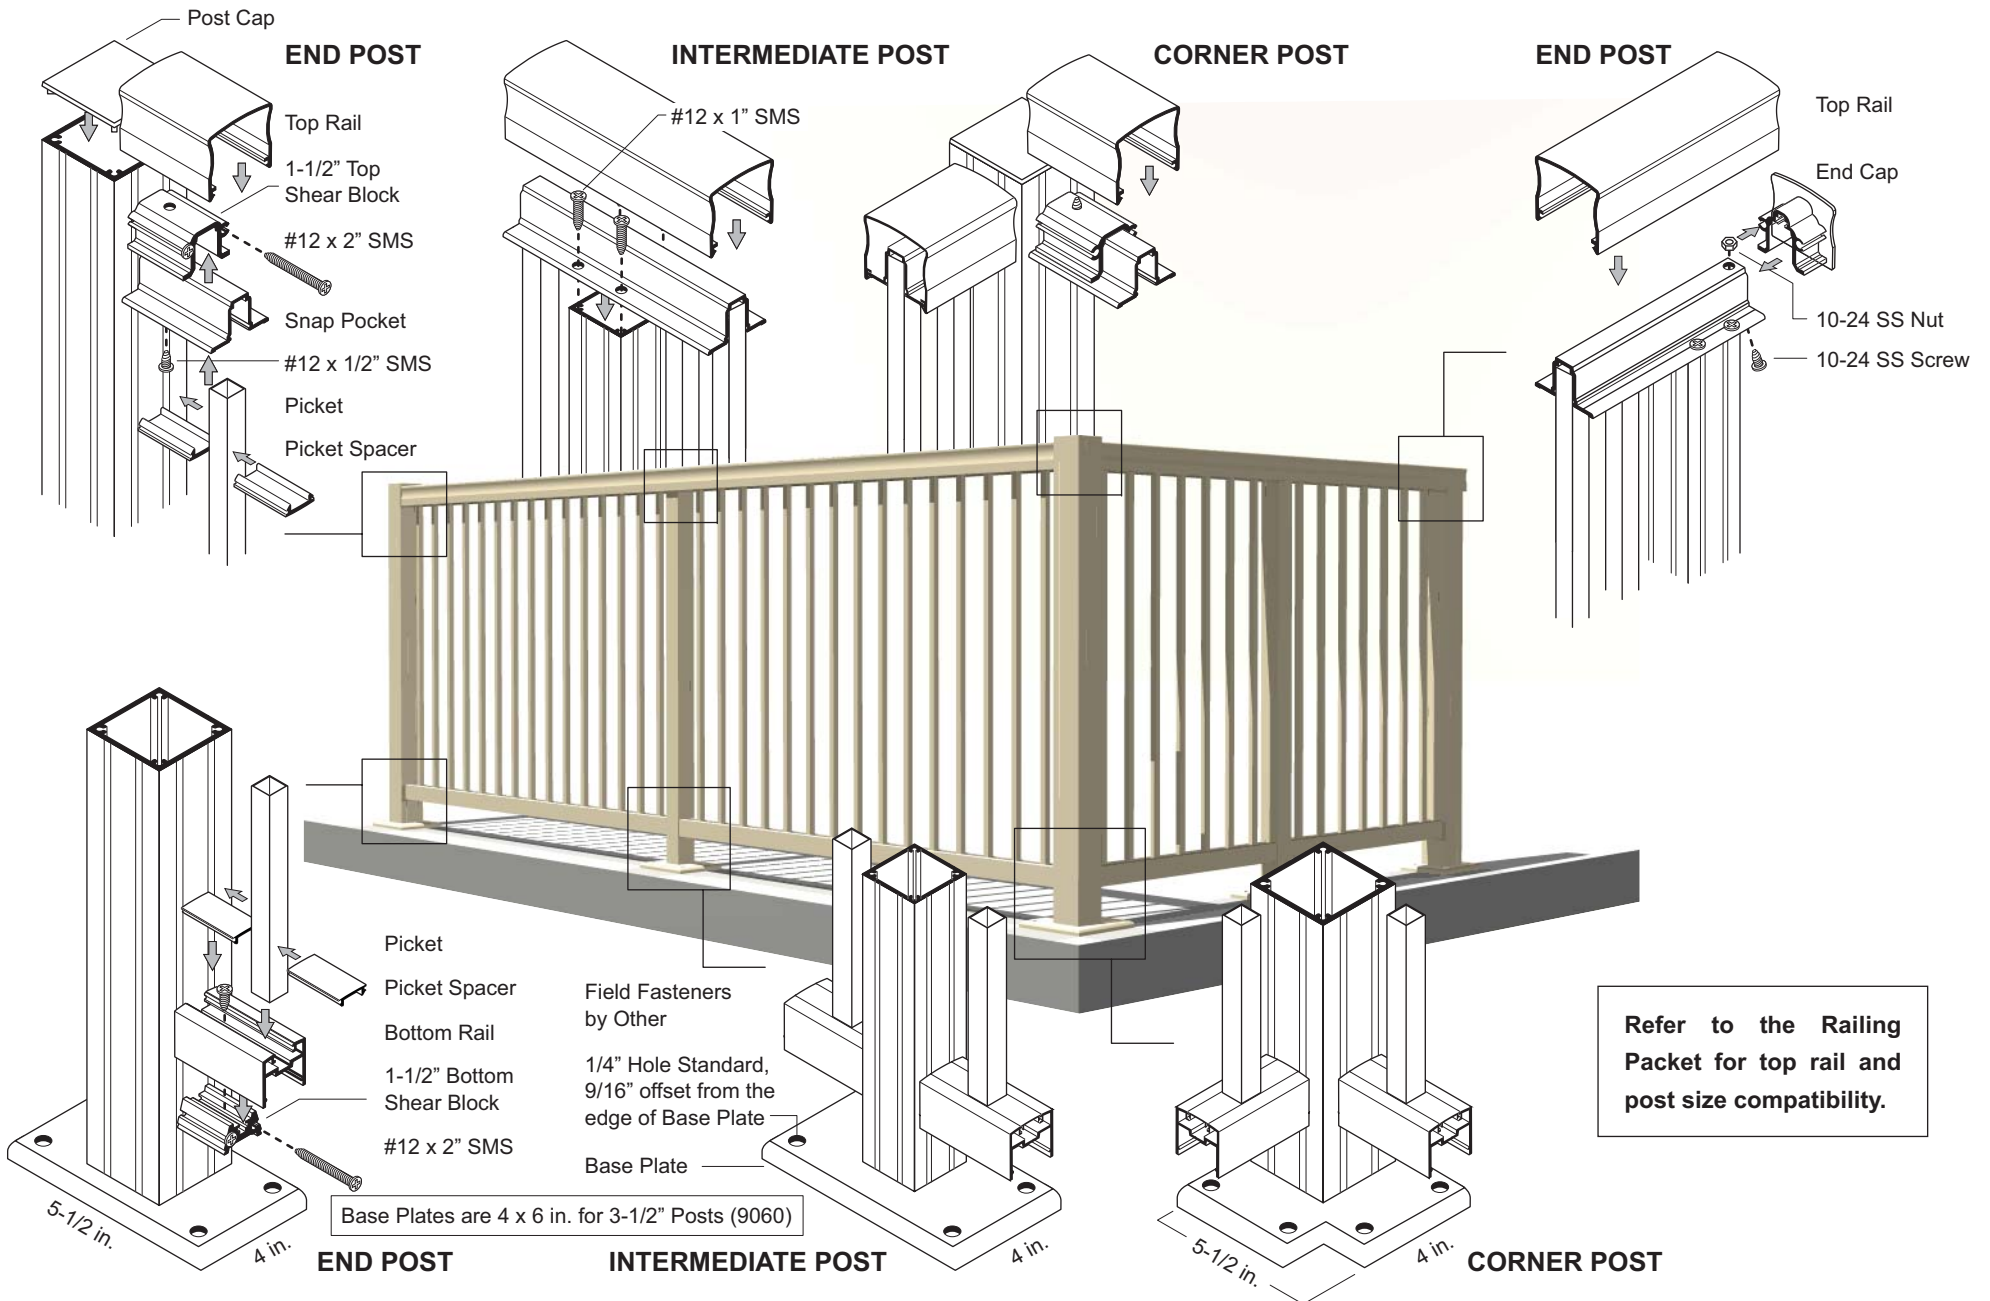 Post Cap
END POST
Top Rail
1-1/2” Top
Shear Block
#12 x 2” SMS
Snap Pocket
#12 x 1/2” SMS
Picket
Picket Spacer
INTERMEDIATE POST
#12 x 1” SMS
CORNER POST
END POST
Top Rail
End Cap
10-24 SS Nut
10-24 SS Screw
Picket
Picket Spacer
Bottom Rail
1-1/2” Bottom
Shear Block
#12 x 2” SMS
5-1/2 in.
4 in.
END POST
Field Fasteners
by Other
1/4” Hole Standard,
9/16” offset from the
edge of Base Plate
Base Plate
Base Plates are 4 x 6 in. for 3-1/2” Posts (9060)
INTERMEDIATE POST
4 in.
5-1/2 in.
4 in.
CORNER POST
Refer to the Railing
Packet for top rail and
post size compatibility.